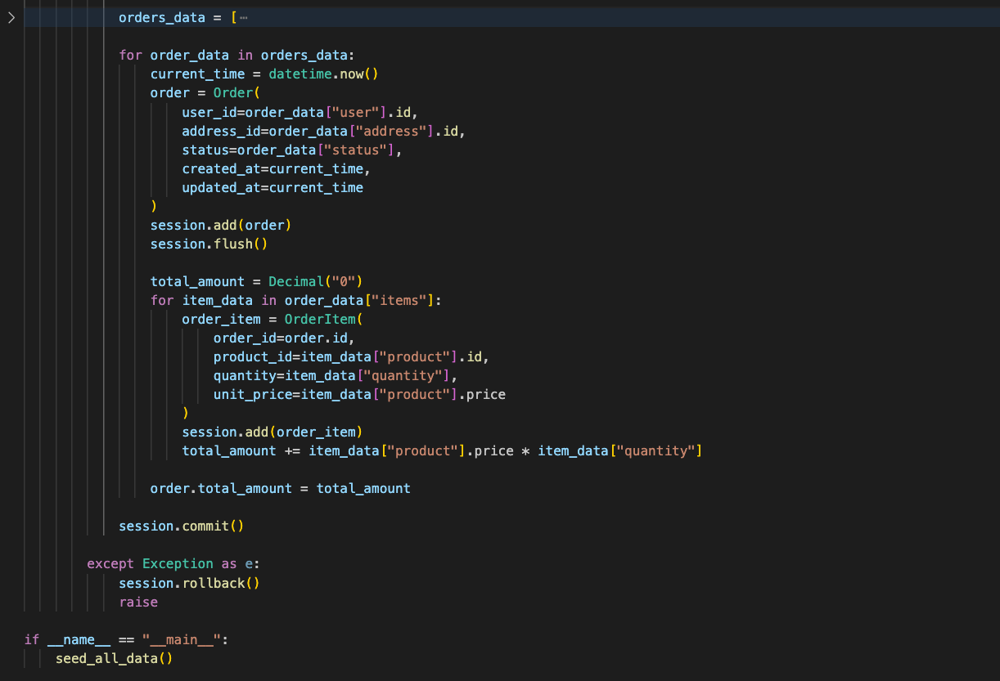 orders_data = [⋯
for order_data in orders_data:
current_time = datetime.now()
order = Order(
user_id=order_data["user"].id,
address_id=order_data["address"].id,
status=order_data["status"],
created_at=current_time,
updated_at=current_time
)
session.add(order)
session.flush()
total_amount = Decimal("0")
for item_data in order_data["items"]:
order_item = OrderItem(
order_id=order.id,
product_id=item_data["product"].id,
quantity=item_data["quantity"],
unit_price=item_data["product"].price
)
session.add(order_item)
total_amount += item_data["product"].price * item_data["quantity"]
order.total_amount = total_amount
session.commit()
except Exception as e:
session.rollback()
raise
if __name__ == "__main__":
seed_all_data()